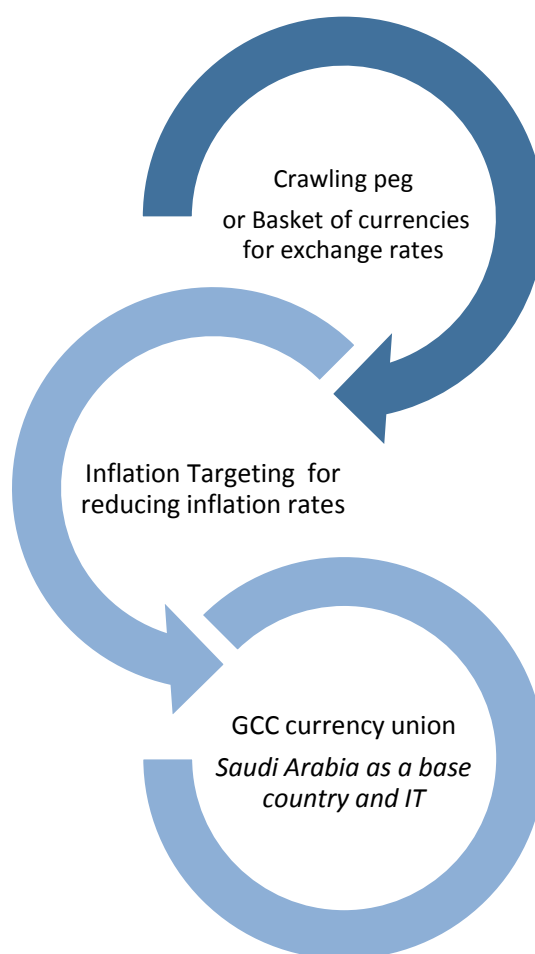 Crawling peg
or Basket of currencies
for exchange rates
Inflation Targeting for
reducing inflation rates
GCC currency union
Saudi Arabia as a base
country and IT